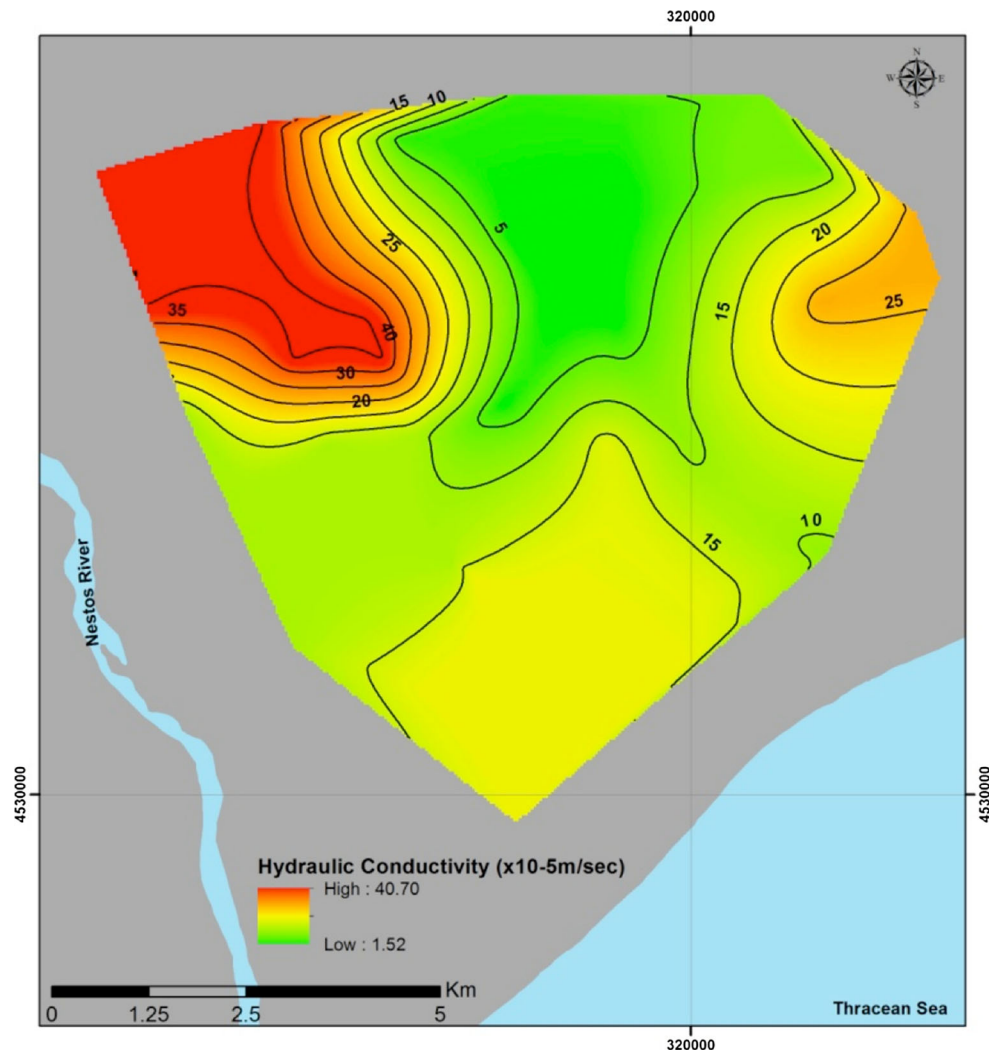 320000
N
W E
S
15 10
5
25
20
15
25
35
40
30
20
10
15
Nestos River
4530000 4530000
Hydraulic Conductivity (x10-5m/sec)
High : 40.70
Low : 1.52
Km
0 1.25 2.5 5
Thracean Sea
320000